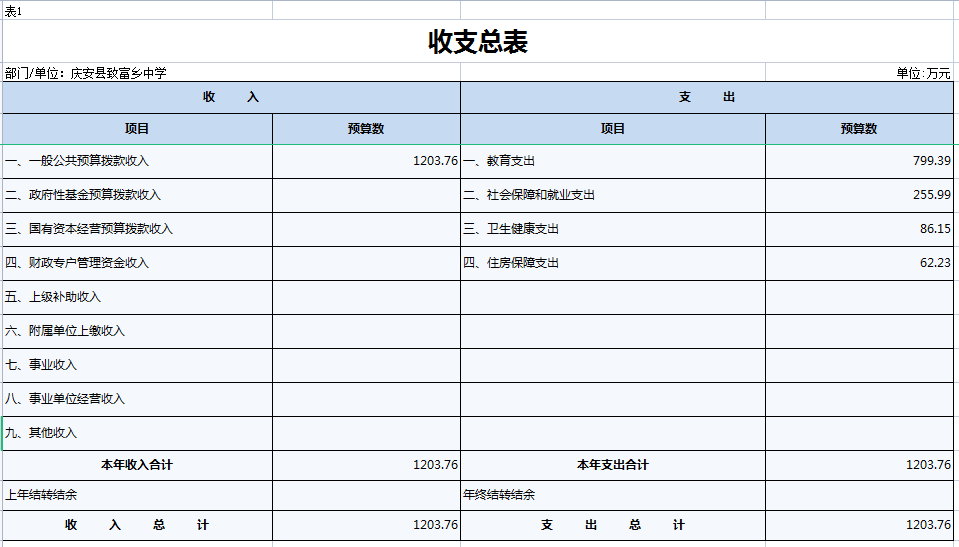 表1
收支总表
部门/单位：庆安县致富乡中学 单位:万元
收 入 支 出
项目 预算数 项目 预算数
一、一般公共预算拨款收入 1203.76 一、教育支出 799.39
二、政府性基金预算拨款收入 二、社会保障和就业支出 255.99
三、国有资本经营预算拨款收入 三、卫生健康支出 86.15
四、财政专户管理资金收入 四、住房保障支出 62.23
五、上级补助收入
六、附属单位上缴收入
七、事业收入
八、事业单位经营收入
九、其他收入
本年收入合计 1203.76 本年支出合计 1203.76
上年结转结余 年终结转结余
收 入 总 计 1203.76 支 出 总 计 1203.76